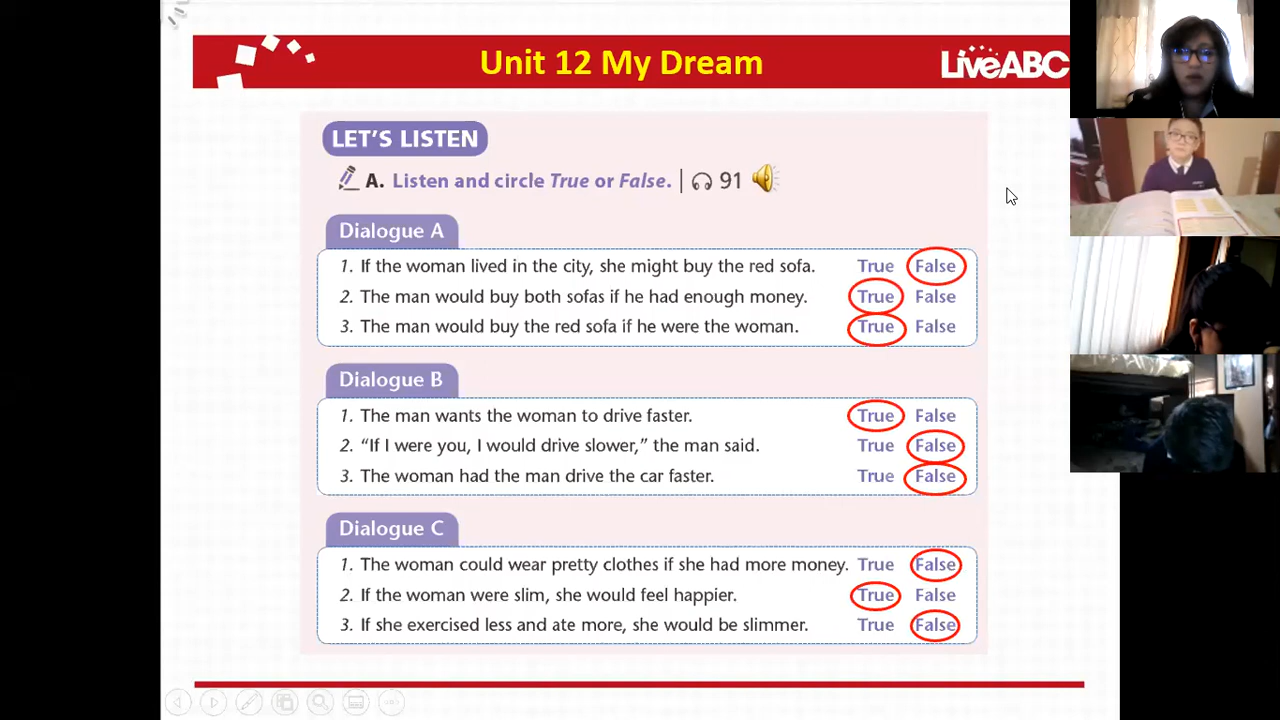 Unit 12 My Dream
LiveABC
LET'S LISTEN
A. Listen and circle True or False. | 91
Dialogue A
1. If the woman lived in the city, she might buy the red sofa. True False
2. The man would buy both sofas if he had enough money. True False
3. The man would buy the red sofa if he were the woman. True False
Dialogue B
1. The man wants the woman to drive faster. True False
2. “If I were you, I would drive slower,” the man said. True False
3. The woman had the man drive the car faster. True False
Dialogue C
1. The woman could wear pretty clothes if she had more money. True False
2. If the woman were slim, she would feel happier. True False
3. If she exercised less and ate more, she would be slimmer. True False